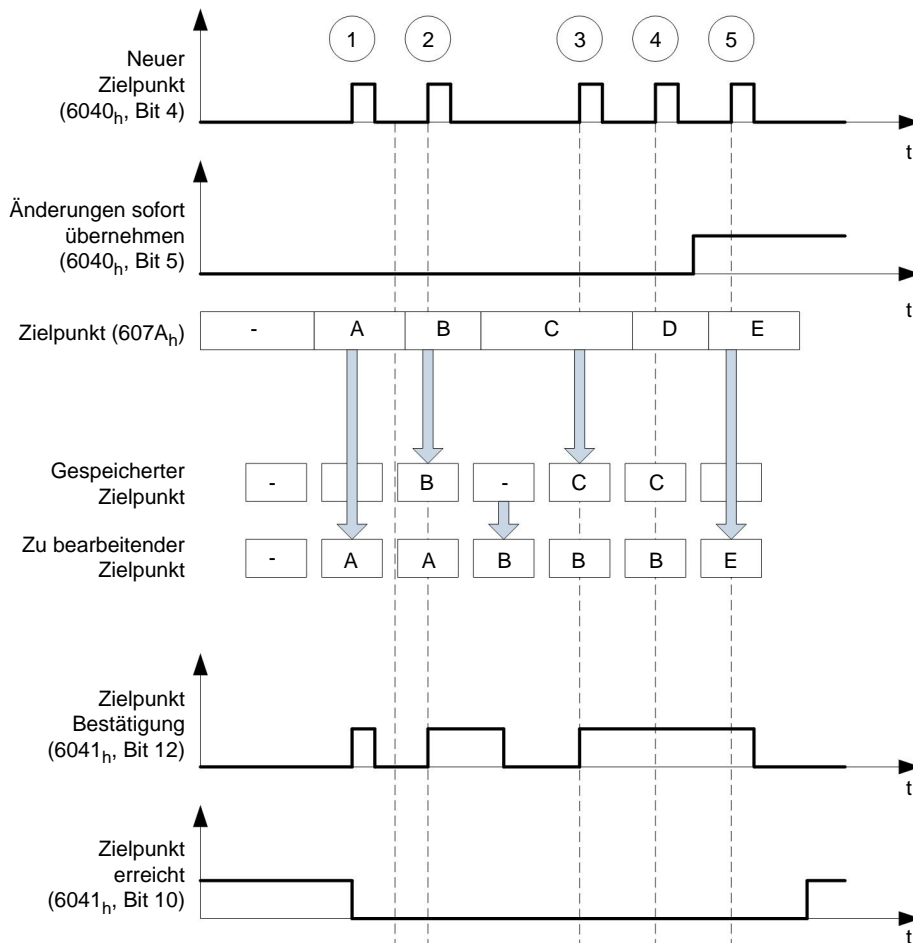 1 2 3 4 5
Neuer
Zielpunkt
(6040h, Bit 4)
t
Änderungen sofort
übernehmen
(6040h, Bit 5)
t
Zielpunkt (607Ah) - A B C D E
Gespeicherter
Zielpunkt
- B - C C
Zu bearbeitender
Zielpunkt
- A A B B B E
Zielpunkt
Bestätigung
(6041h, Bit 12)
t
Zielpunkt
erreicht
(6041h, Bit 10)
t